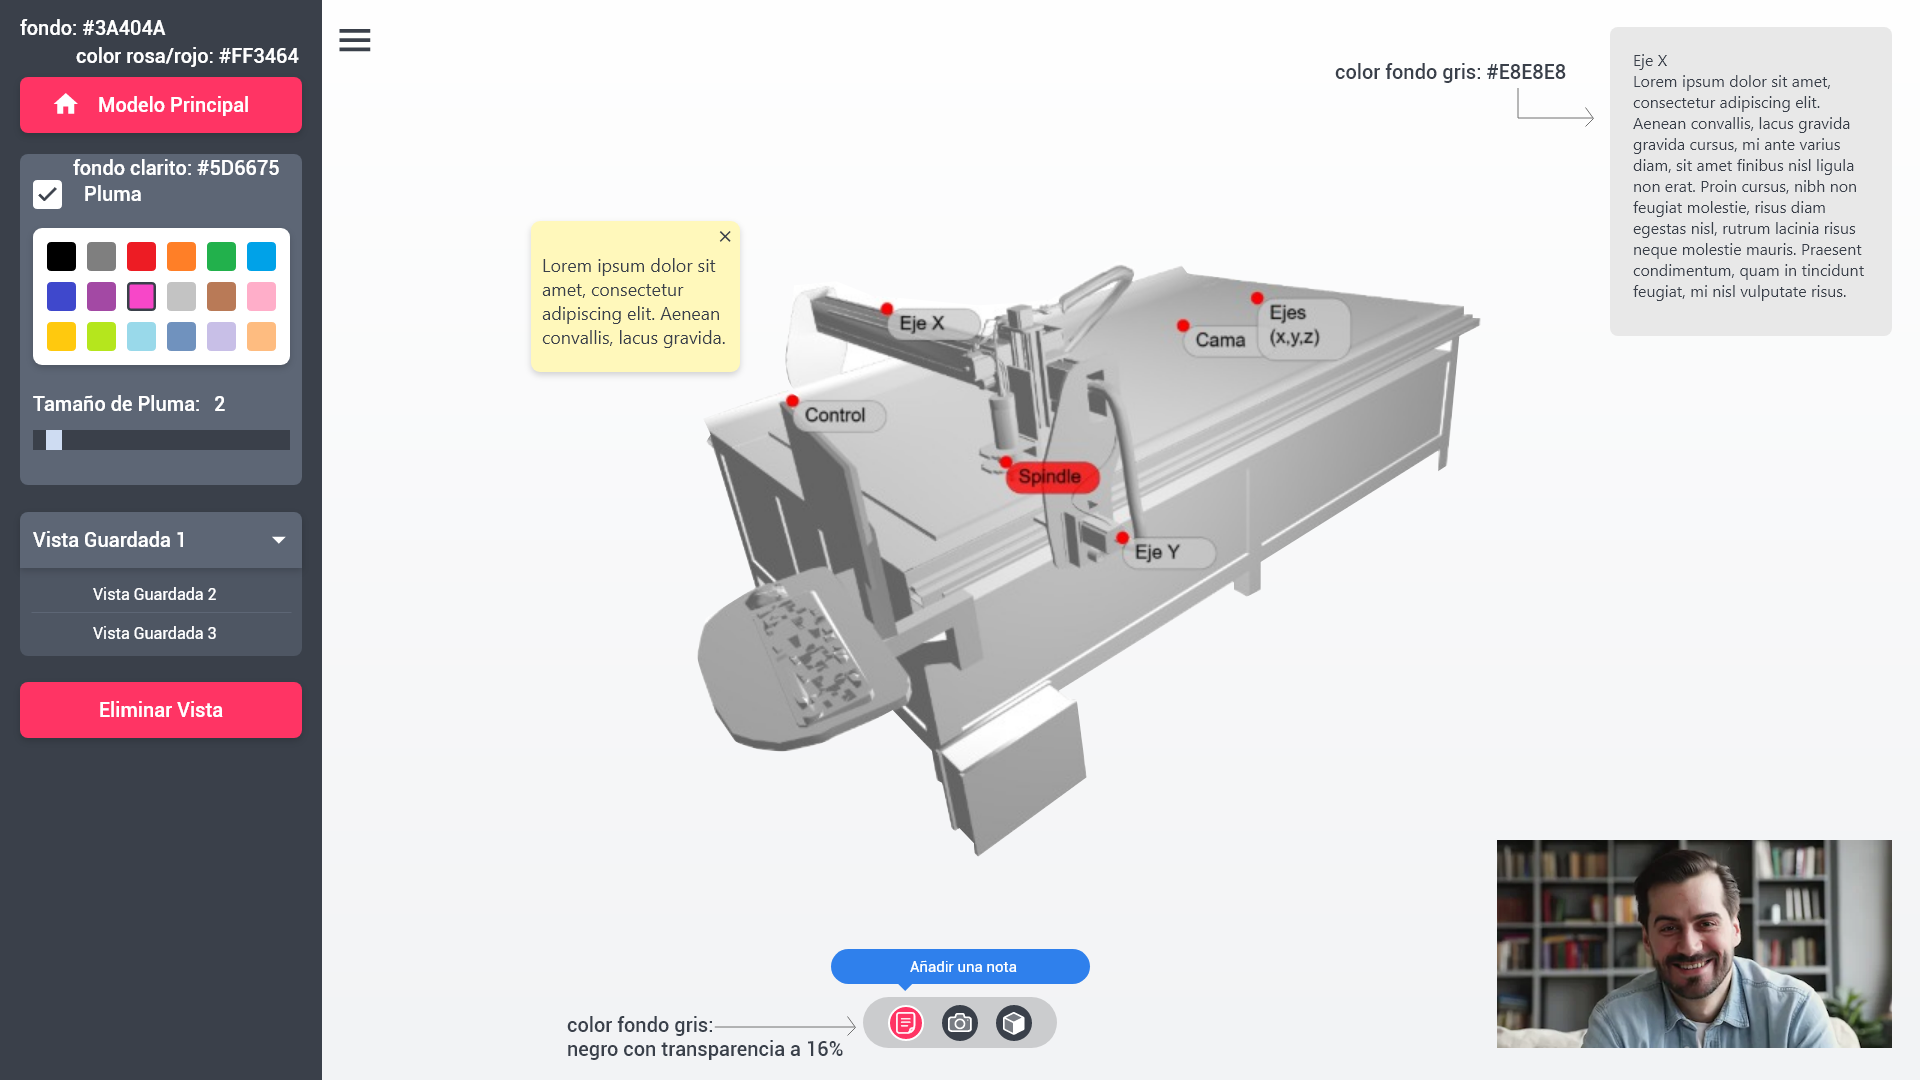 fondo: #3A404A
color rosa/rojo: #FF3464
Modelo Principal
fondo clarito: #5D6675
Pluma
Tamaño de Pluma: 2
Vista Guardada 1
Vista Guardada 2
Vista Guardada 3
Eliminar Vista
Lorem ipsum dolor sit
amet, consectetur
adipiscing elit. Aenean
convallis, lacus gravida.
Eje X
Control
Spindle
Eje Y
Cama
Ejes
(x,y,z)
color fondo gris: #E8E8E8
Eje X
Lorem ipsum dolor sit amet,
consectetur adipiscing elit.
Aenean convallis, lacus gravida
gravida cursus, mi ante varius
diam, sit amet finibus nisl ligula
non erat. Proin cursus, nibh non
feugiat molestie, risus diam
egestas nisl, rutrum lacinia risus
neque molestie mauris. Praesent
condimentum, quam in tincidunt
feugiat, mi nisl vulputate risus.
Añadir una nota
color fondo gris:
negro con transparencia a 16%